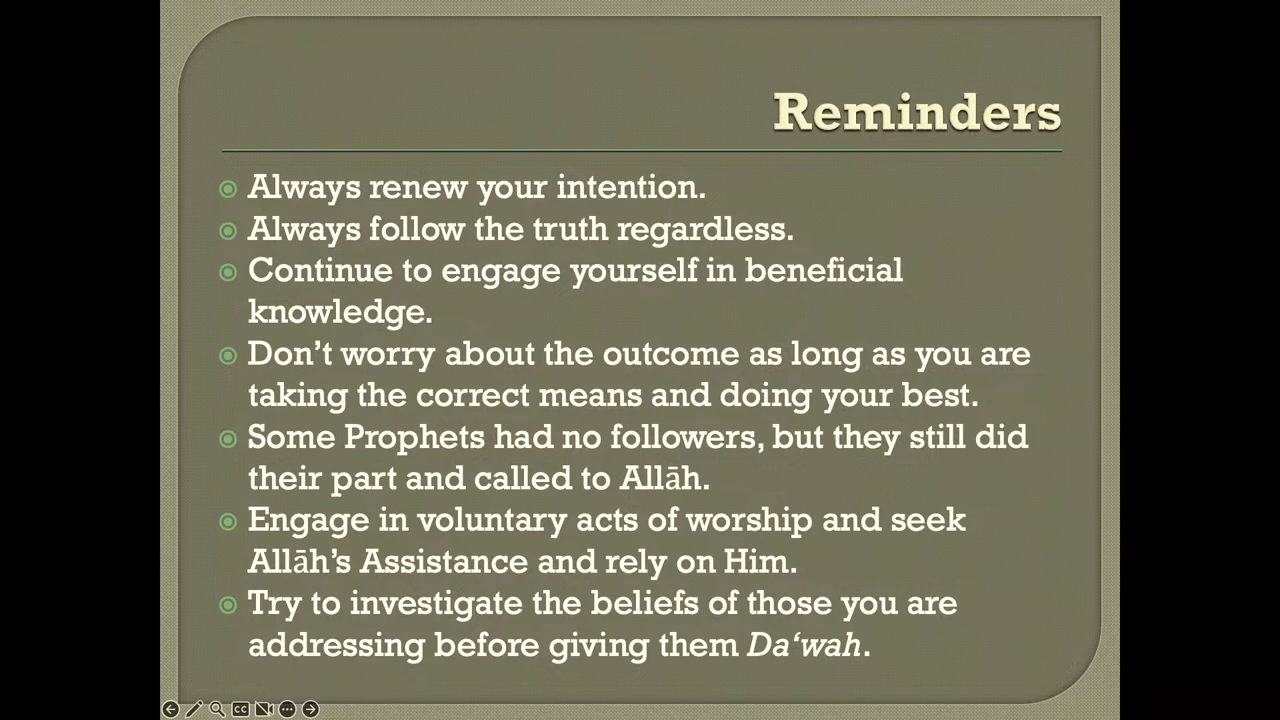 Reminders
Always renew your intention.
Always follow the truth regardless.
Continue to engage yourself in beneficial
knowledge.
Don’t worry about the outcome as long as you are
taking the correct means and doing your best.
Some Prophets had no followers, but they still did
their part and called to Allāh.
Engage in voluntary acts of worship and seek
Allāh’s Assistance and rely on Him.
Try to investigate the beliefs of those you are
addressing before giving them Da‘wah.
CC